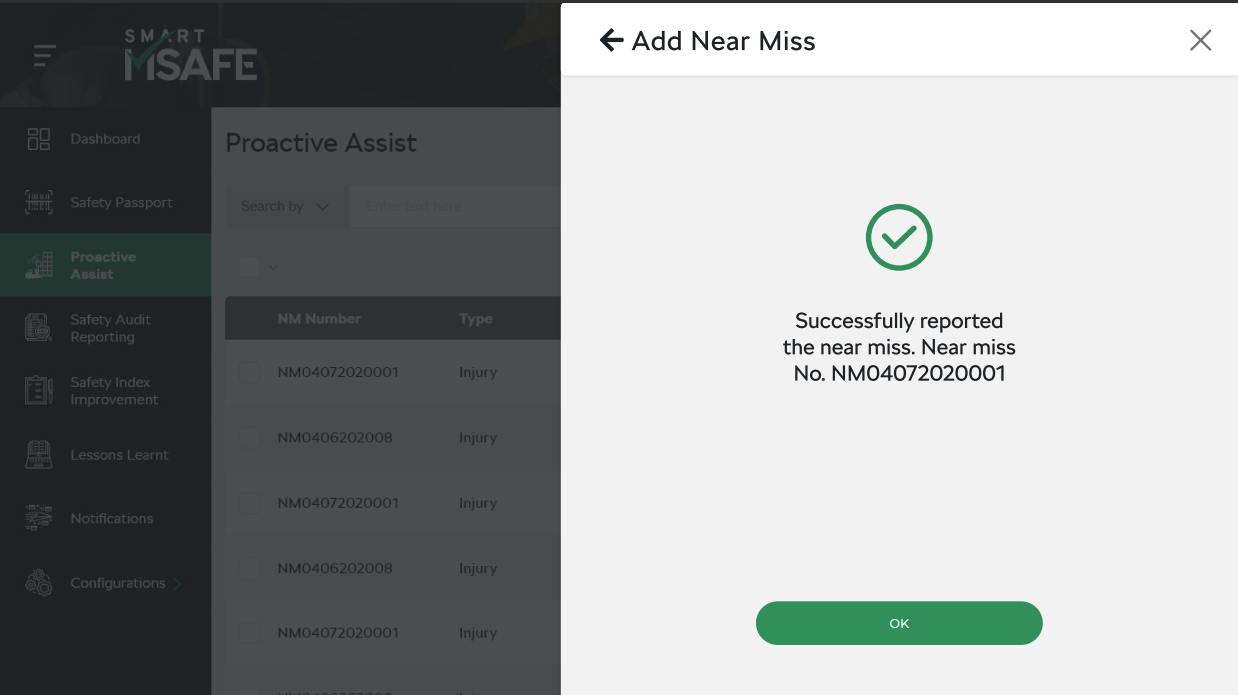 SMART
MSAFE
Dashboard
Safety Passport
Proactive
Assist
Safety Audit
Reporting
Safety Index
Improvement
Lessons Learnt
Notifications
Configurations
Proactive Assist
Search by
Enter text here
NM Number Type
NM04072020001 Injury
NM0406202008 Injury
NM04072020001 Injury
NM0406202008 Injury
NM04072020001 Injury
Add Near Miss
Successfully reported
the near miss. Near miss
No. NM04072020001
OK